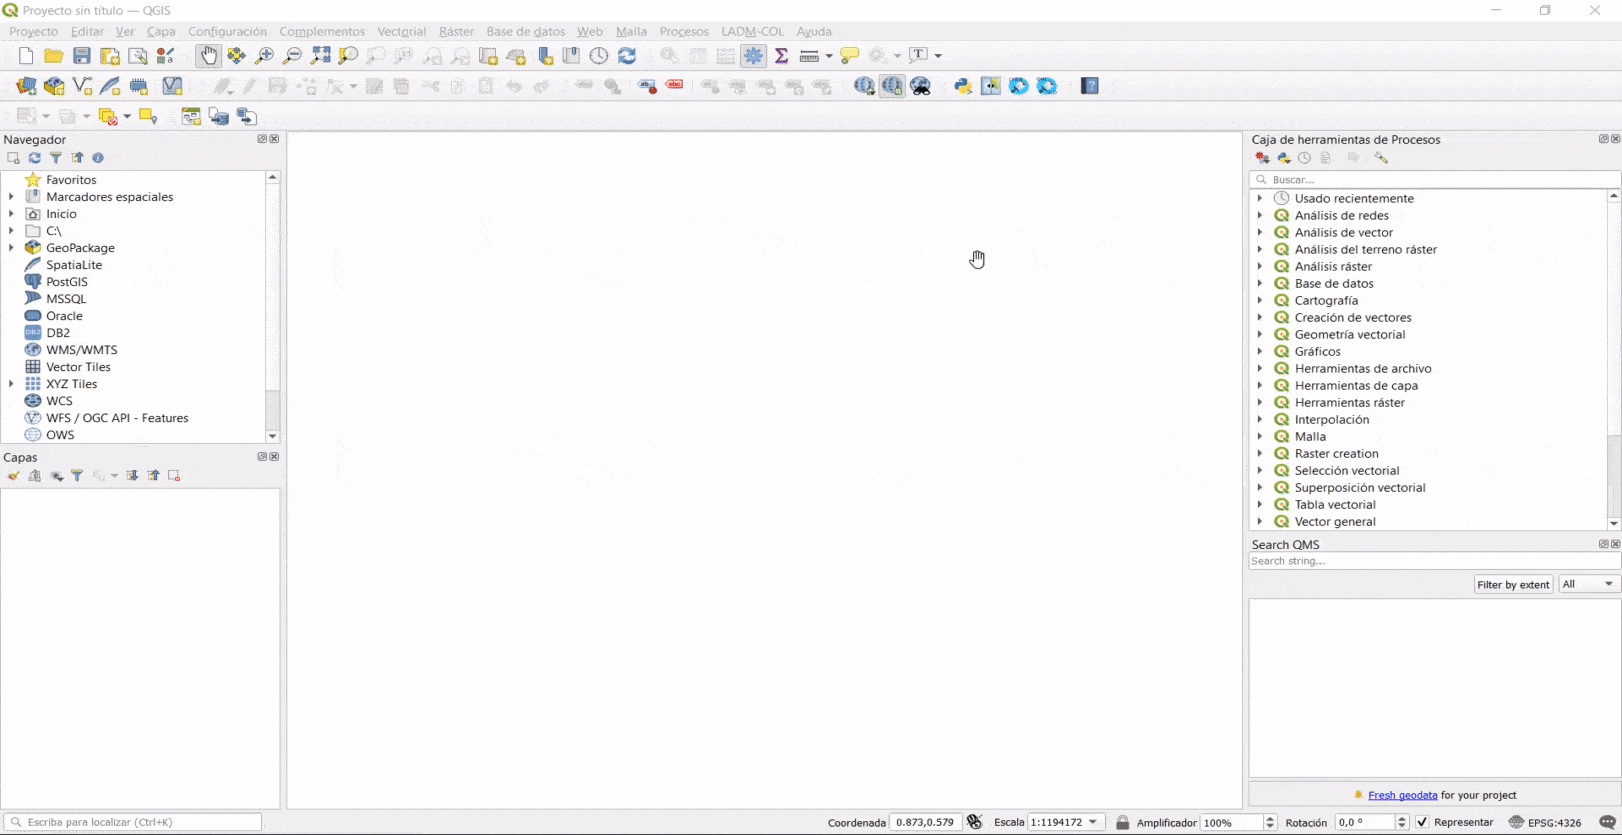 Proyecto sin título — QGIS
Proyecto Editar Ver Capa Configuración Complementos Vectorial Ráster Base de datos Web Malla Procesos LADM-COL Ayuda
Navegador
Favoritos
Marcadores espaciales
Inicio
C:\
GeoPackage
SpatiaLite
PostGIS
MSSQL
Oracle
DB2
WMS/WMTS
Vector Tiles
XYZ Tiles
WCS
WFS / OGC API - Features
OWS
Capas
Caja de herramientas de Procesos
Buscar...
Usado recientemente
Análisis de redes
Análisis de vector
Análisis del terreno ráster
Análisis ráster
Base de datos
Cartografía
Creación de vectores
Geometría vectorial
Gráficos
Herramientas de archivo
Herramientas de capa
Herramientas ráster
Interpolación
Malla
Raster creation
Selección vectorial
Superposición vectorial
Tabla vectorial
Vector general
Search QMS
Search string...
Filter by extent All
Fresh geodata for your project
Escriba para localizar (Ctrl+K) Coordenada 0.873,0.579 Escala 1:1194172 Amplificador 100% Rotación 0,0 ° Representar EPSG:4326